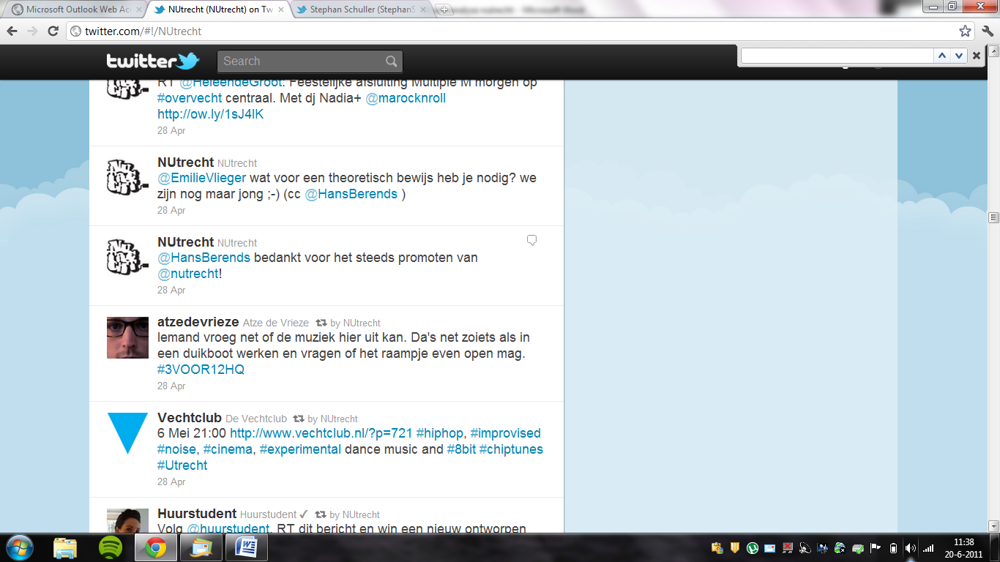 Microsoft Outlook Web Ac
NUtrecht (NUtrecht) on Tw
Stephan Schuller (StephanS
twitter.com/#!/NUtrecht
twitter
Search
RT @HeleendeGroot: Feestelijke afsluiting Multiple M morgen op
#overvecht centraal. Met dj Nadia+ @marocknroll
http://ow.ly/1sJ4lK
28 Apr
NUtrecht NUtrecht
@EmilieVlieger wat voor een theoretisch bewijs heb je nodig? we
zijn nog maar jong ;-) (cc @HansBerends )
28 Apr
NUtrecht NUtrecht
@HansBerends bedankt voor het steeds promoten van
@nutrecht!
28 Apr
atzedevrieze Atze de Vrieze by NUtrecht
Iemand vroeg net of de muziek hier uit kan. Da's net zoiets als in
een duikboot werken en vragen of het raampje even open mag.
#3VOOR12HQ
28 Apr
Vechtclub De Vechtclub by NUtrecht
6 Mei 21:00 http://www.vechtclub.nl/?p=721 #hiphop, #improvised
#noise, #cinema, #experimental dance music and #8bit #chiptunes
#Utrecht
28 Apr
Huurstudent Huurstudent ✓ by NUtrecht
Volg @huurstudent, RT dit bericht en win een nieuw ontworpen
11:38
20-6-2011